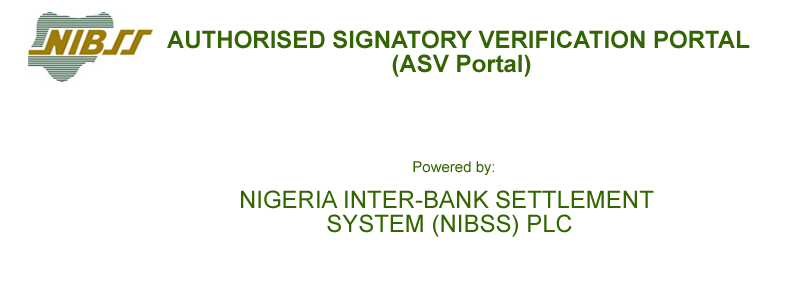 NIBSS
AUTHORISED SIGNATORY VERIFICATION PORTAL
(ASV Portal)
Powered by:
NIGERIA INTER-BANK SETTLEMENT
SYSTEM (NIBSS) PLC